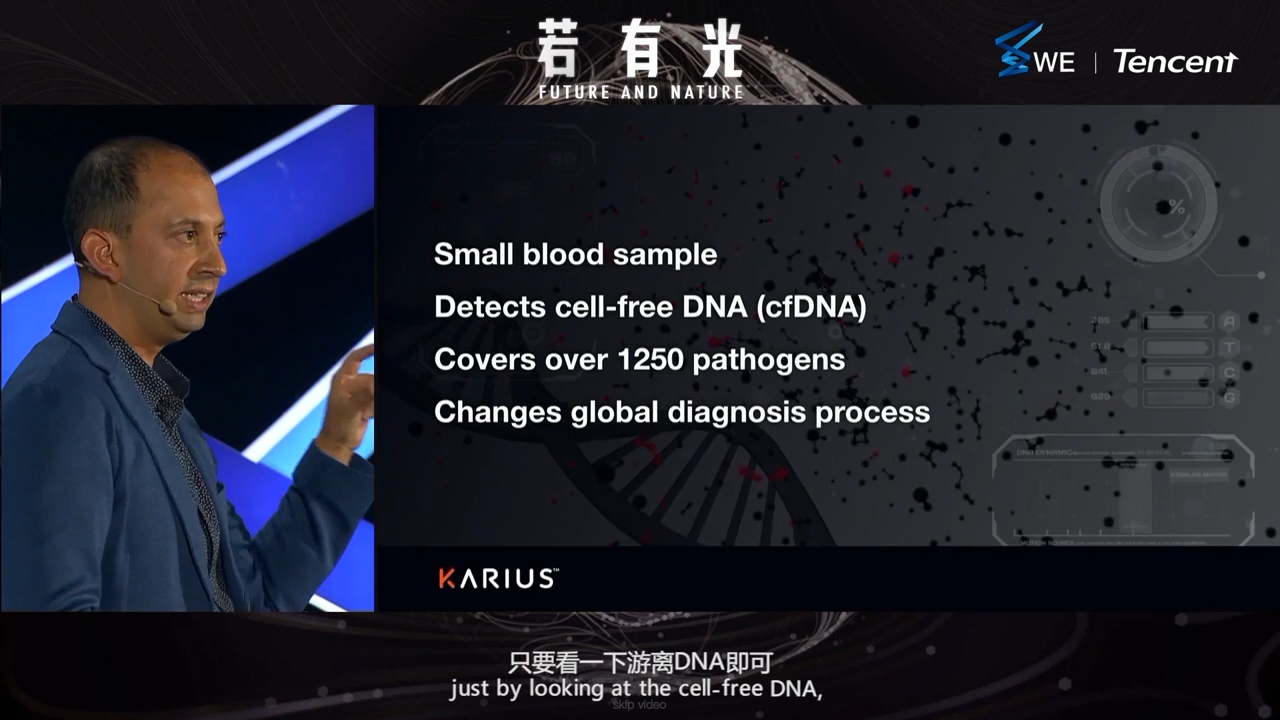 若有光
FUTURE AND NATURE
WE | Tencent
Small blood sample
Detects cell-free DNA (cfDNA)
Covers over 1250 pathogens
Changes global diagnosis process
%
A
T
C
G
KARIUS™
只要看一下游离DNA即可
just by looking at the cell-free DNA,
skip video